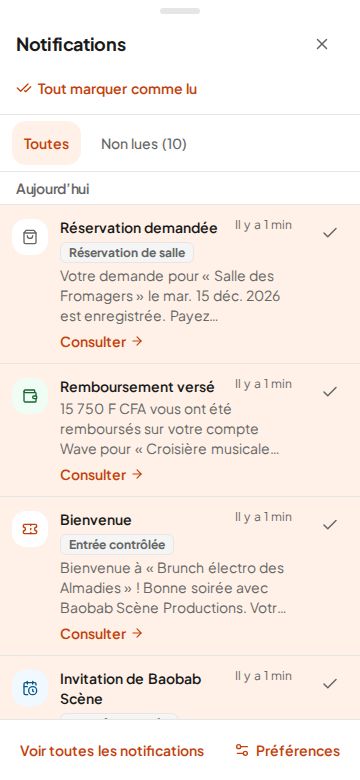 Notifications
Tout marquer comme lu
Toutes
Non lues (10)
Aujourd'hui
Réservation demandée
Il y a 1 min
Réservation de salle
Votre demande pour « Salle des
Fromagers » le mar. 15 déc. 2026
est enregistrée. Payez…
Consulter
Remboursement versé
Il y a 1 min
15 750 F CFA vous ont été
remboursés sur votre compte
Wave pour « Croisière musicale…
Consulter
Bienvenue
Il y a 1 min
Entrée contrôlée
Bienvenue à « Brunch électro des
Almadies » ! Bonne soirée avec
Baobab Scène Productions. Votr…
Consulter
Invitation de Baobab
Scène
Il y a 1 min
Voir toutes les notifications
Préférences